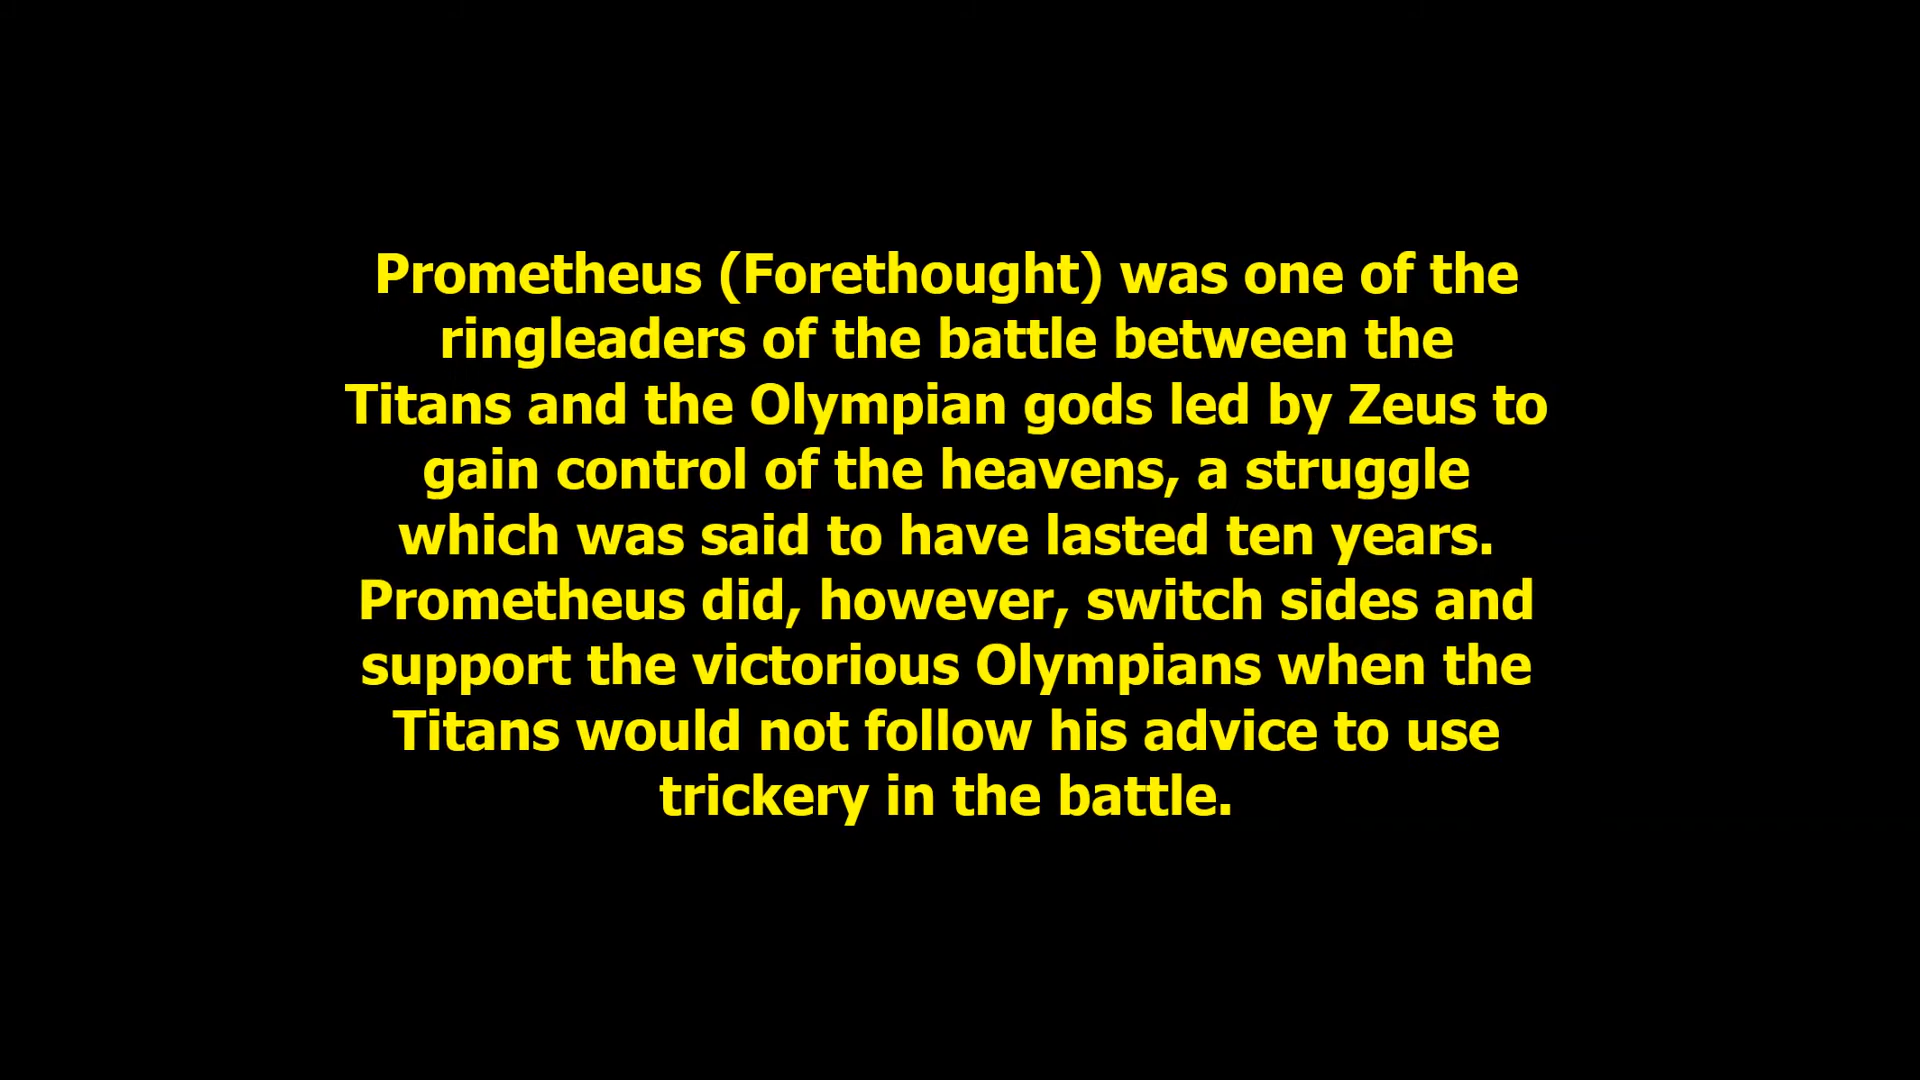 Prometheus (Forethought) was one of the
ringleaders of the battle between the
Titans and the Olympian gods led by Zeus to
gain control of the heavens, a struggle
which was said to have lasted ten years.
Prometheus did, however, switch sides and
support the victorious Olympians when the
Titans would not follow his advice to use
trickery in the battle.